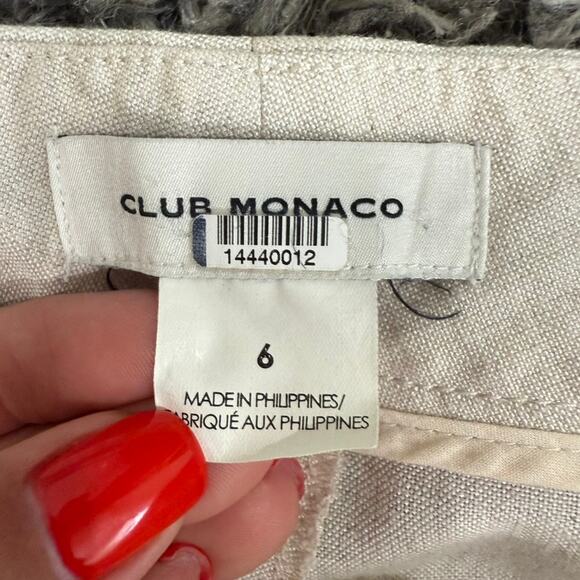 CLUB MONACO
14440012
6
MADE IN PHILIPPINES/
FABRIQUÉ AUX PHILIPPINES